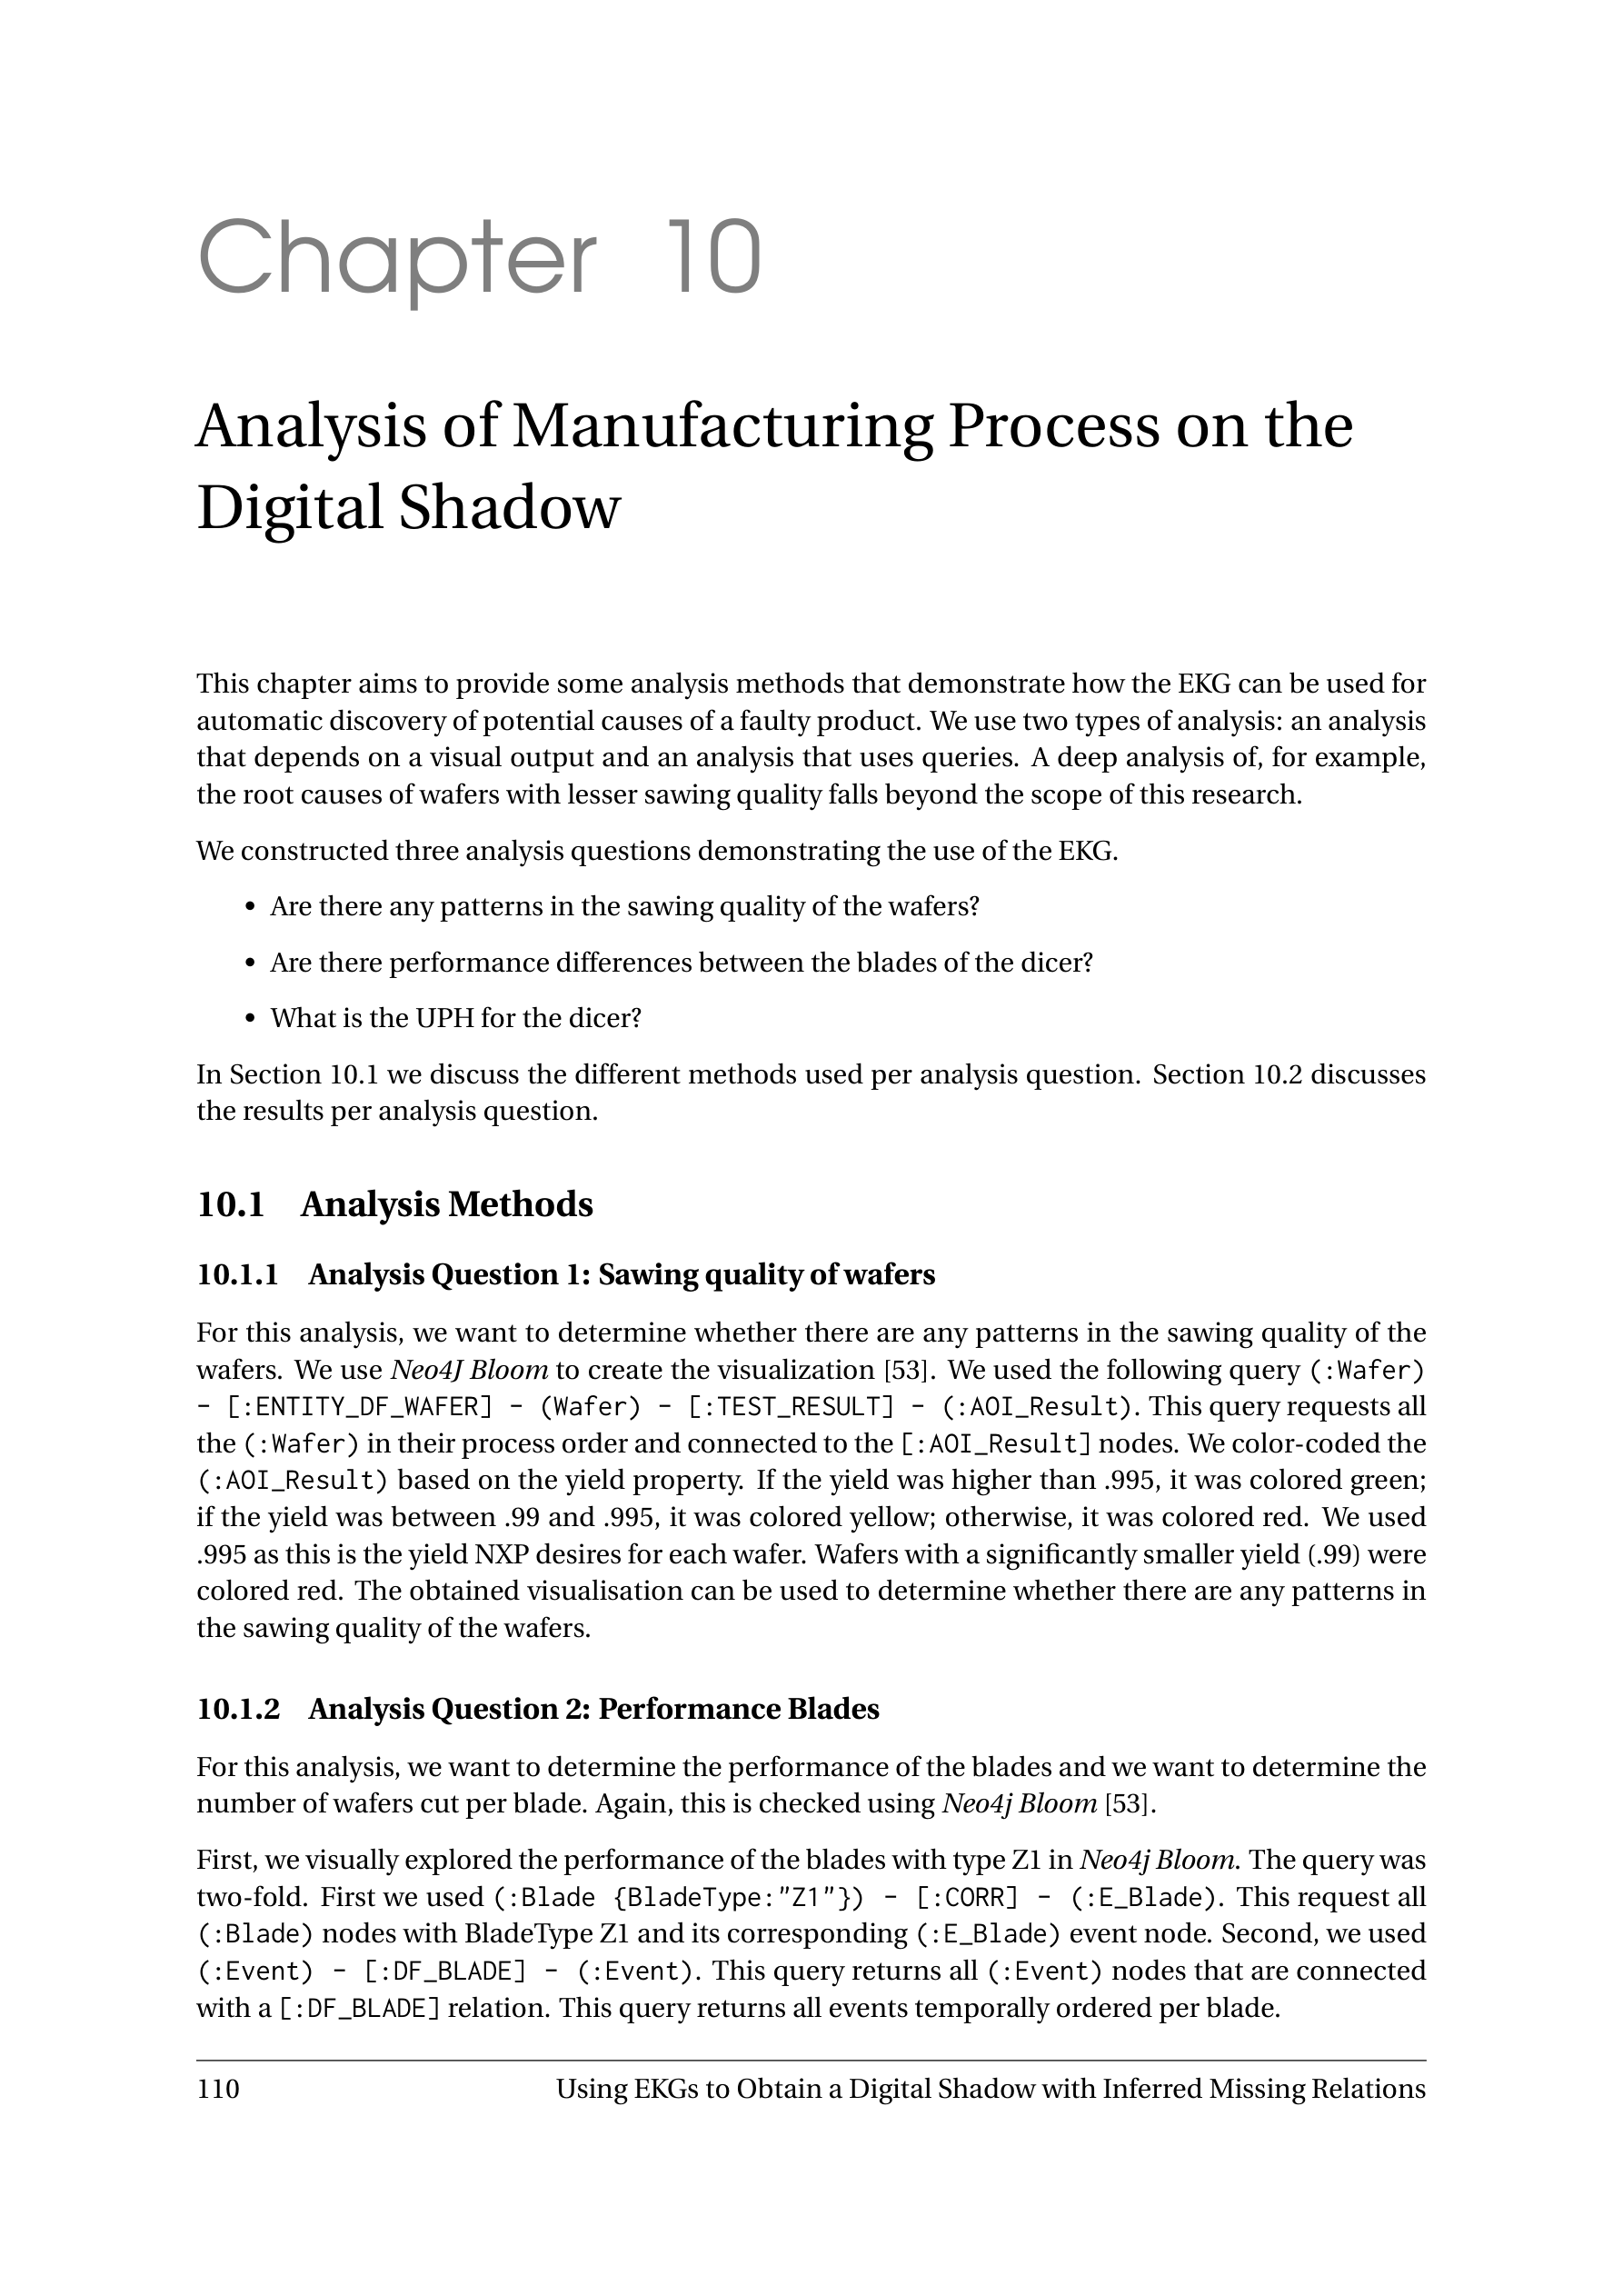 Chapter 10
Analysis of Manufacturing Process on the
Digital Shadow
This chapter aims to provide some analysis methods that demonstrate how the EKG can be used for
automatic discovery of potential causes of a faulty product. We use two types of analysis: an analysis
that depends on a visual output and an analysis that uses queries. A deep analysis of, for example,
the root causes of wafers with lesser sawing quality falls beyond the scope of this research.
We constructed three analysis questions demonstrating the use of the EKG.
• Are there any patterns in the sawing quality of the wafers?
• Are there performance differences between the blades of the dicer?
• What is the UPH for the dicer?
In Section 10.1 we discuss the different methods used per analysis question. Section 10.2 discusses
the results per analysis question.
10.1 Analysis Methods
10.1.1 Analysis Question 1: Sawing quality of wafers
For this analysis, we want to determine whether there are any patterns in the sawing quality of the
wafers. We use Neo4J Bloom to create the visualization [53]. We used the following query (:Wafer)
- [:ENTITY_DF_WAFER] - (Wafer) - [:TEST_RESULT] - (:AOI_Result). This query requests all
the (:Wafer) in their process order and connected to the [:AOI_Result] nodes. We color-coded the
(:AOI_Result) based on the yield property. If the yield was higher than .995, it was colored green;
if the yield was between .99 and .995, it was colored yellow; otherwise, it was colored red. We used
.995 as this is the yield NXP desires for each wafer. Wafers with a significantly smaller yield (.99) were
colored red. The obtained visualisation can be used to determine whether there are any patterns in
the sawing quality of the wafers.
10.1.2 Analysis Question 2: Performance Blades
For this analysis, we want to determine the performance of the blades and we want to determine the
number of wafers cut per blade. Again, this is checked using Neo4j Bloom [53].
First, we visually explored the performance of the blades with type Z1 in Neo4j Bloom. The query was
two-fold. First we used (:Blade {BladeType:"Z1"}) - [:CORR] - (:E_Blade). This request all
(:Blade) nodes with BladeType Z1 and its corresponding (:E_Blade) event node. Second, we used
(:Event) - [:DF_BLADE] - (:Event). This query returns all (:Event) nodes that are connected
with a [:DF_BLADE] relation. This query returns all events temporally ordered per blade.
110 Using EKGs to Obtain a Digital Shadow with Inferred Missing Relations